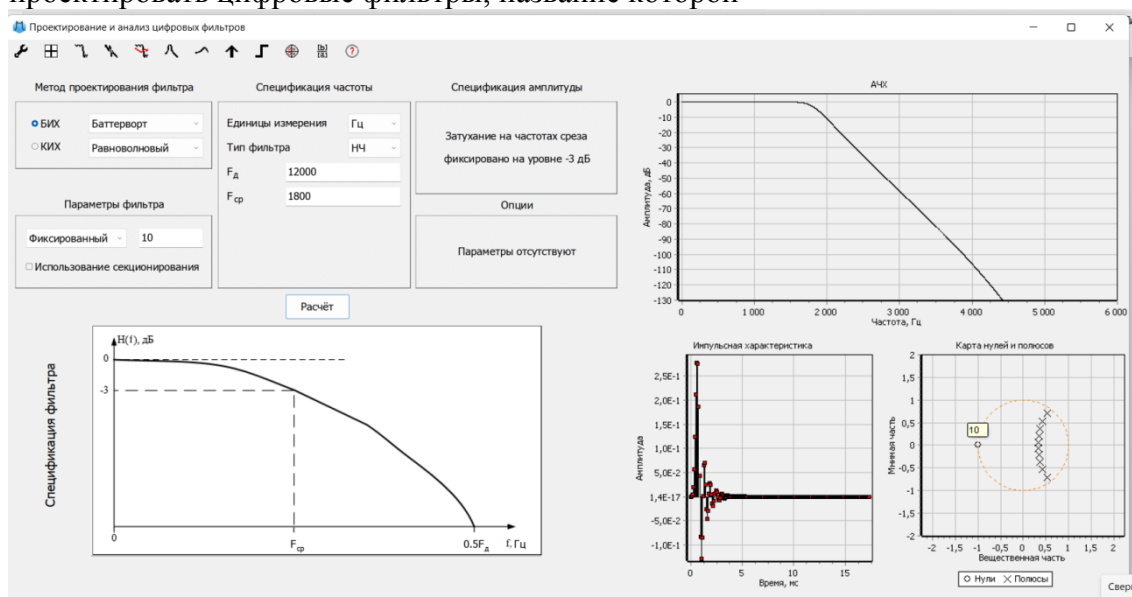 проектировать цифровые фильтры, название которой
Проектирование и анализ цифровых фильтров
Метод проектирования фильтра
БИХ Баттерворт
КИХ Равноволновый
Параметры фильтра
Фиксированный 10
Использование секционирования
Спецификация частоты
Единицы измерения Гц
Тип фильтра НЧ
Fд 12000
Fср 1800
Спецификация амплитуды
Затухание на частотах среза
фиксировано на уровне -3 дБ
Опции
Параметры отсутствуют
Расчёт
Спецификация фильтра
H(f), дБ
0
-3
0 Fср 0.5Fд f, Гц
АЧХ
Амплитуда, дБ
0
-10
-20
-30
-40
-50
-60
-70
-80
-90
-100
-110
-120
-130
0 1 000 2 000 3 000 4 000 5 000 6 000
Частота, Гц
Импульсная характеристика
Амплитуда
2,5E-1
2,0E-1
1,5E-1
1,0E-1
5,0E-2
1,4E-17
-5,0E-2
-1,0E-1
0 5 10 15
Время, нс
Карта нулей и полюсов
Мнимая часть
2
1,5
1
0,5
0
-0,5
-1
-1,5
-2
10
-2 -1,5 -1 -0,5 0 0,5 1 1,5 2
Вещественная часть
Нули Полюсы